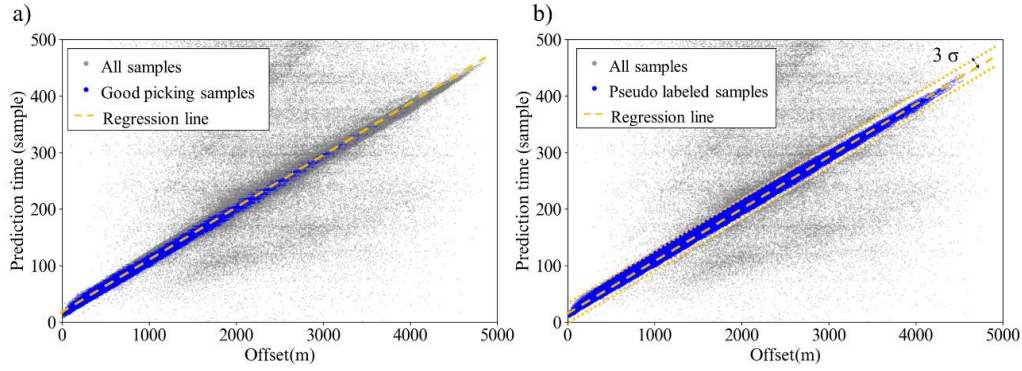 a)
500
400
300
200
100
0
Prediction time (sample)
All samples
Good picking samples
Regression line
0 1000 2000 3000 4000 5000
Offset(m)
b)
500
400
300
200
100
0
Prediction time (sample)
All samples
Pseudo labeled samples
Regression line
3 σ
0 1000 2000 3000 4000 5000
Offset(m)